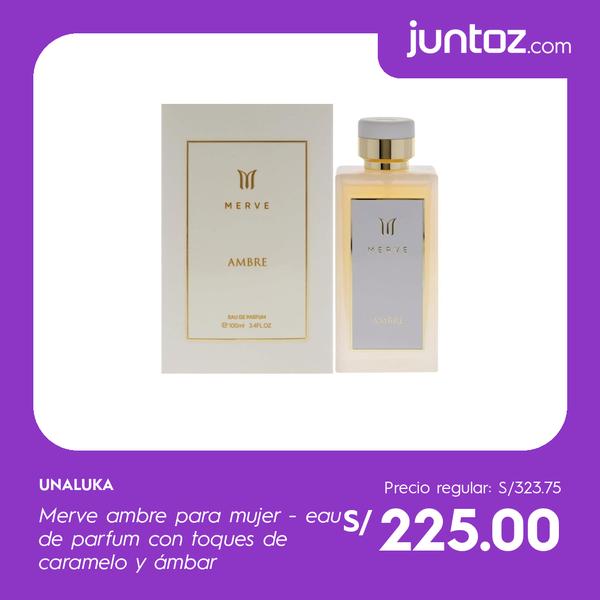 juntoz.com
MERVE
AMBRE
EAU DE PARFUM
℮ 100ml 3.4FL.OZ
MERVE
AMBRE
UNALUKA
Merve ambre para mujer - eau
de parfum con toques de
caramelo y ámbar
Precio regular: S/323.75
S/ 225.00